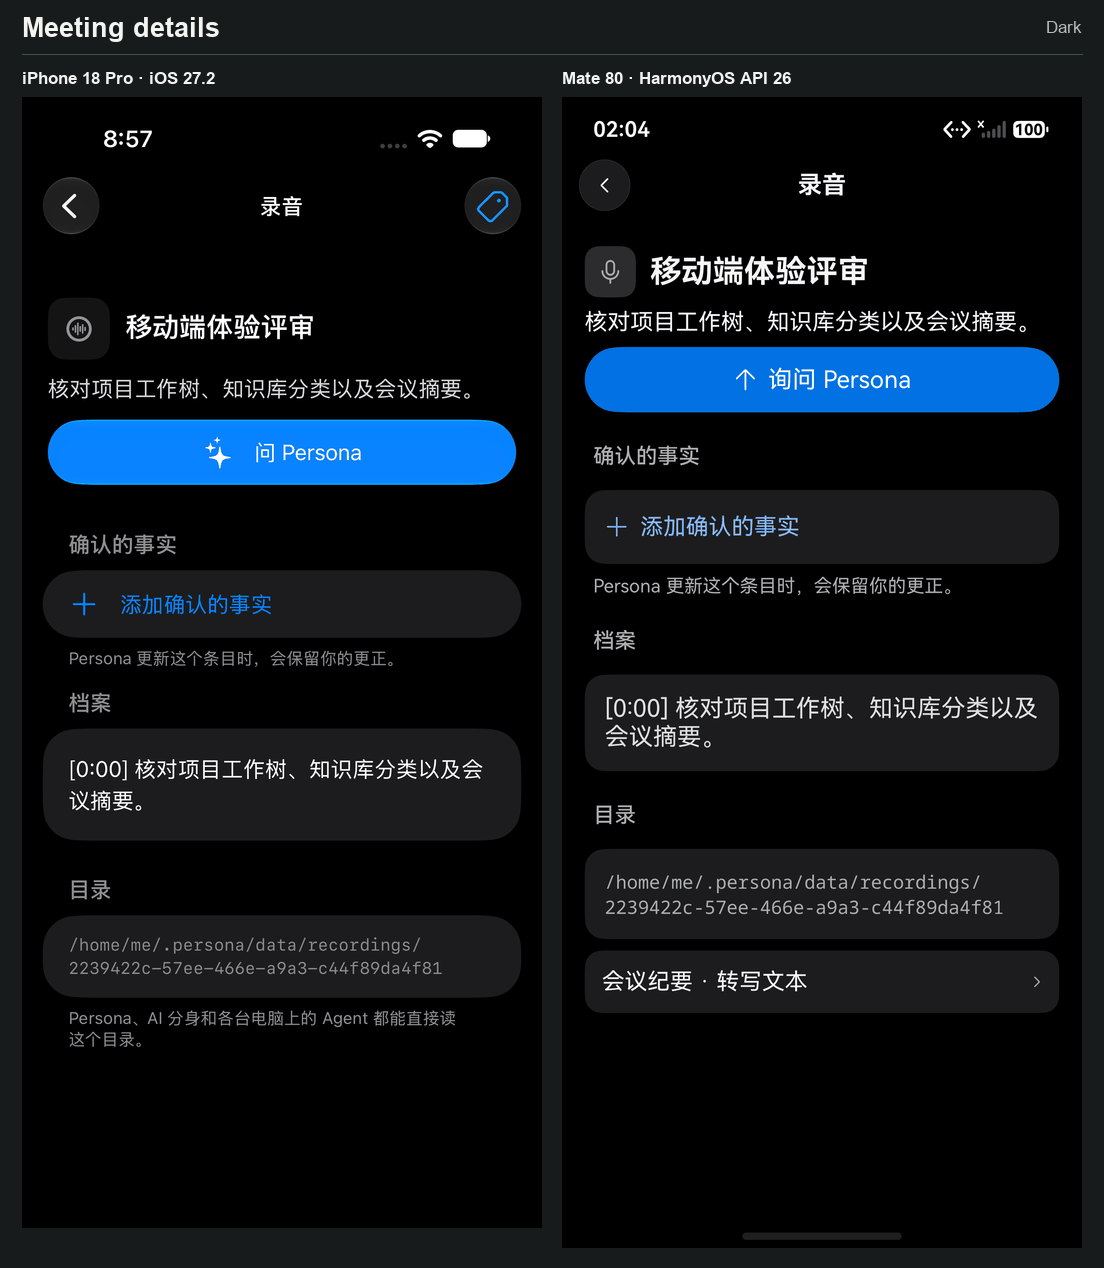 Meeting details
Dark
iPhone 18 Pro · iOS 27.2
8:57
录音
移动端体验评审
核对项目工作树、知识库分类以及会议摘要。
问 Persona
确认的事实
添加确认的事实
Persona 更新这个条目时，会保留你的更正。
档案
[0:00] 核对项目工作树、知识库分类以及会
议摘要。
目录
/home/me/.persona/data/recordings/
2239422c-57ee-466e-a9a3-c44f89da4f81
Persona、AI 分身和各台电脑上的 Agent 都能直接读
这个目录。
Mate 80 · HarmonyOS API 26
02:04
100
录音
移动端体验评审
核对项目工作树、知识库分类以及会议摘要。
询问 Persona
确认的事实
添加确认的事实
Persona 更新这个条目时，会保留你的更正。
档案
[0:00] 核对项目工作树、知识库分类以及
会议摘要。
目录
/home/me/.persona/data/recordings/
2239422c-57ee-466e-a9a3-c44f89da4f81
会议纪要 · 转写文本